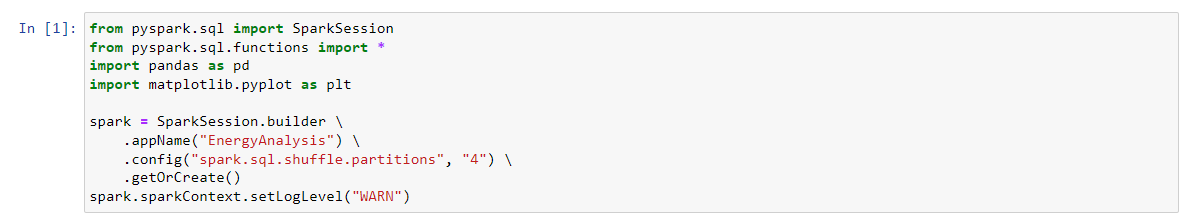 In [1]: from pyspark.sql import SparkSession
from pyspark.sql.functions import *
import pandas as pd
import matplotlib.pyplot as plt

spark = SparkSession.builder \
    .appName("EnergyAnalysis") \
    .config("spark.sql.shuffle.partitions", "4") \
    .getOrCreate()
spark.sparkContext.setLogLevel("WARN")